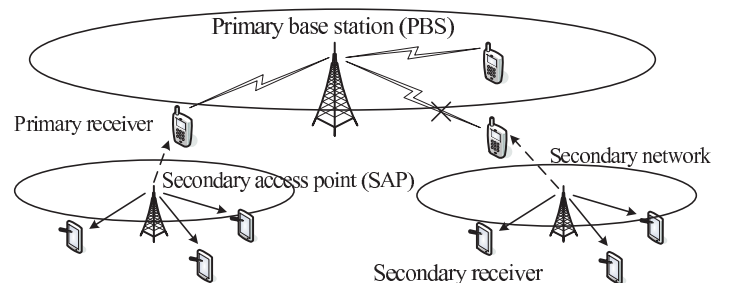 Primary base station (PBS)
Primary receiver
Secondary network
Secondary access point (SAP)
Secondary receiver